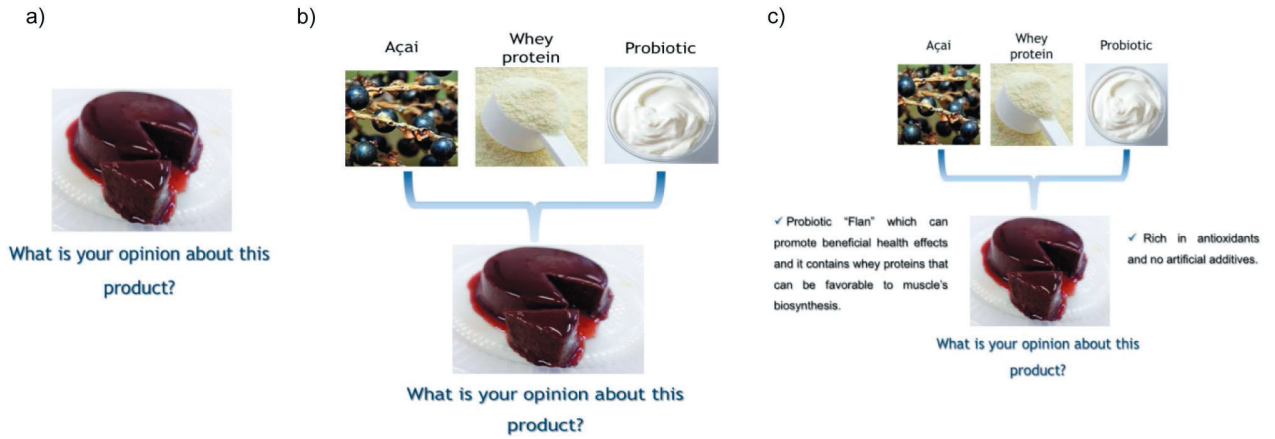 a)
What is your opinion about this
product?
b)
Açai
Whey
protein
Probiotic
What is your opinion about this
product?
c)
Açai
Whey
protein
Probiotic
✓ Probiotic "Flan" which can
promote beneficial health effects
and it contains whey proteins that
can be favorable to muscle's
biosynthesis.
✓ Rich in antioxidants
and no artificial additives.
What is your opinion about this
product?